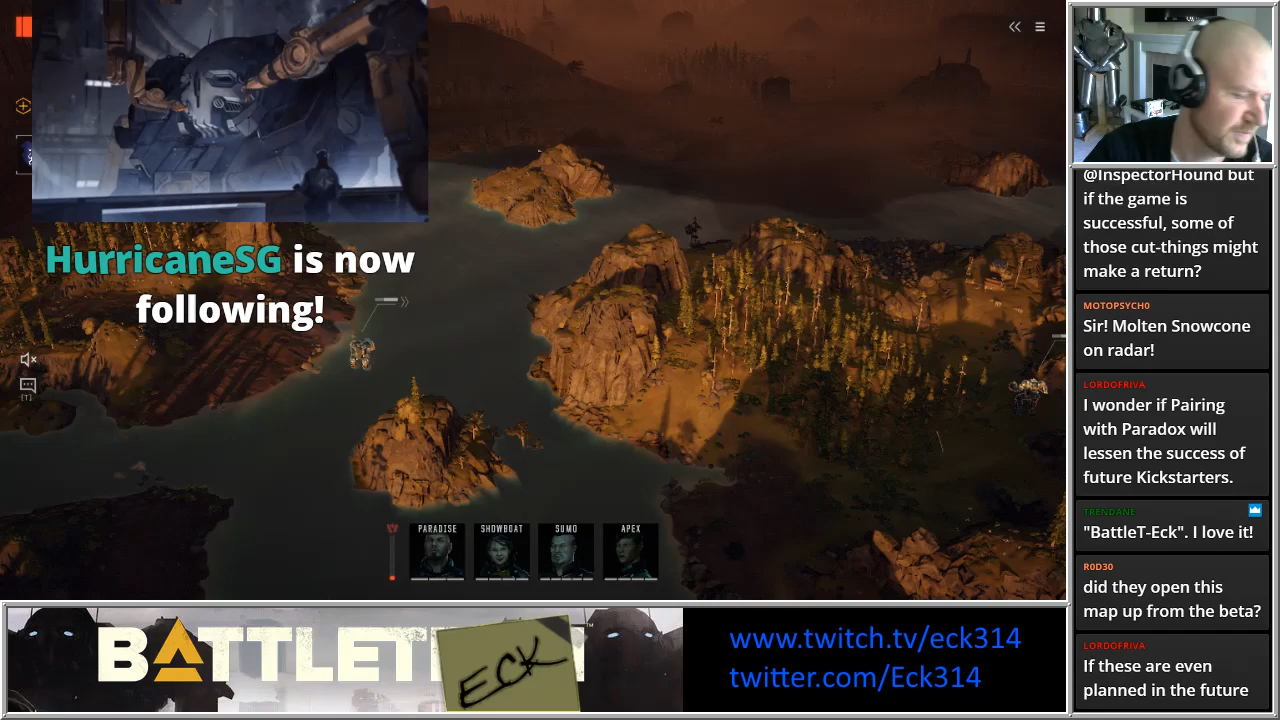 HurricaneSG is now
following!
[T]
PARADISE
SHOWBOAT
SUMO
APEX
@InspectorHound but
if the game is
successful, some of
those cut-things might
make a return?
MOTOPSYCH0
Sir! Molten Snowcone
on radar!
LORDOFRIVA
I wonder if Pairing
with Paradox will
lessen the success of
future Kickstarters.
TRENDANE
"BattleT-Eck". I love it!
R0D30
did they open this
map up from the beta?
LORDOFRIVA
If these are even
planned in the future
BATTLET ECK ™
www.twitch.tv/eck314
twitter.com/Eck314